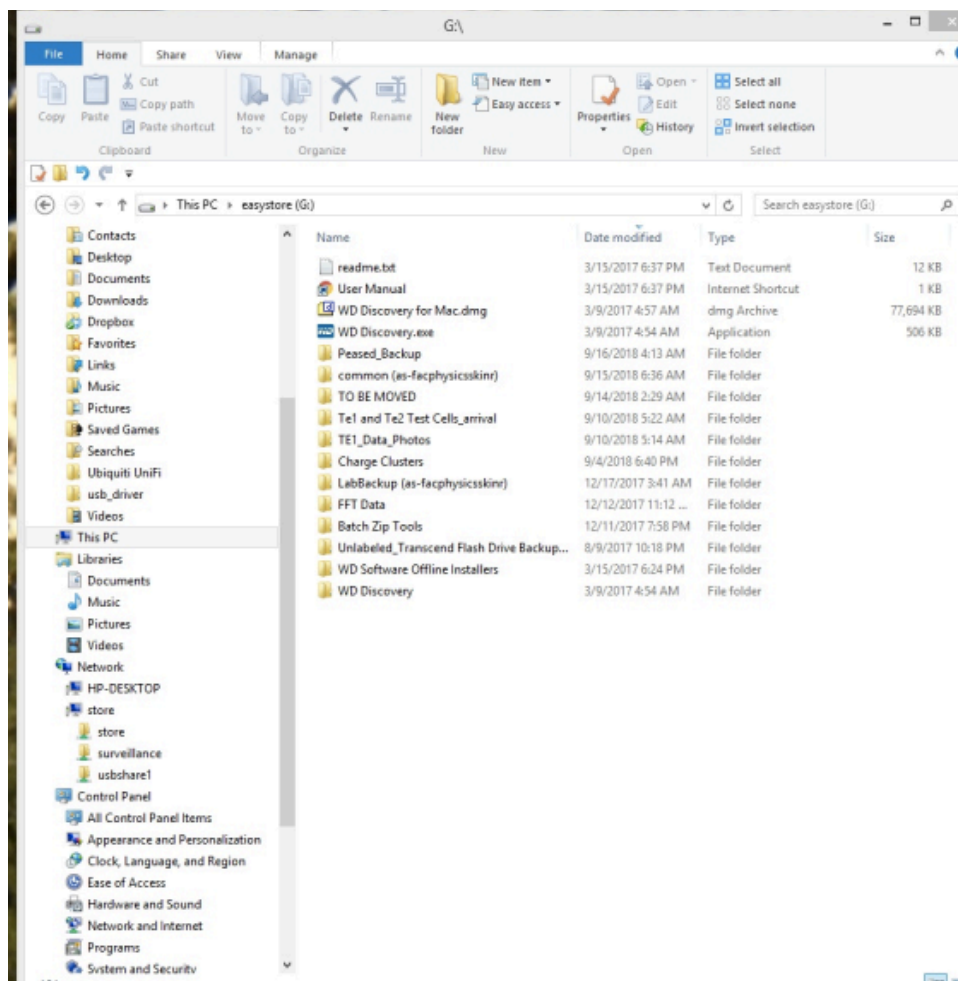 G:\
File Home Share View Manage
Copy
Paste
Cut
Copy path
Paste shortcut
Clipboard
Move to
Copy to
Delete
Rename
Organize
New folder
New item
Easy access
New
Properties
Open
Edit
History
Open
Select all
Select none
Invert selection
Select
This PC easystore (G:)
Search easystore (G:)
Contacts
Desktop
Documents
Downloads
Dropbox
Favorites
Links
Music
Pictures
Saved Games
Searches
Ubiquiti UniFi
usb_driver
Videos
This PC
Libraries
Documents
Music
Pictures
Videos
Network
HP-DESKTOP
store
store
surveillance
usbshare1
Control Panel
All Control Panel Items
Appearance and Personalization
Clock, Language, and Region
Ease of Access
Hardware and Sound
Network and Internet
Programs
System and Security
Name Date modified Type Size
readme.txt 3/15/2017 6:37 PM Text Document 12 KB
User Manual 3/15/2017 6:37 PM Internet Shortcut 1 KB
WD Discovery for Mac.dmg 3/9/2017 4:57 AM dmg Archive 77,694 KB
WD Discovery.exe 3/9/2017 4:54 AM Application 506 KB
Peased_Backup 9/16/2018 4:13 AM File folder
common (as-facphysicsskinr) 9/15/2018 6:36 AM File folder
TO BE MOVED 9/14/2018 2:29 AM File folder
Te1 and Te2 Test Cells_arrival 9/10/2018 5:22 AM File folder
TE1_Data_Photos 9/10/2018 5:14 AM File folder
Charge Clusters 9/4/2018 6:40 PM File folder
LabBackup (as-facphysicsskinr) 12/17/2017 3:41 AM File folder
FFT Data 12/12/2017 11:12 ... File folder
Batch Zip Tools 12/11/2017 7:58 PM File folder
Unlabeled_Transcend Flash Drive Backup... 8/9/2017 10:18 PM File folder
WD Software Offline Installers 3/15/2017 6:24 PM File folder
WD Discovery 3/9/2017 4:54 AM File folder